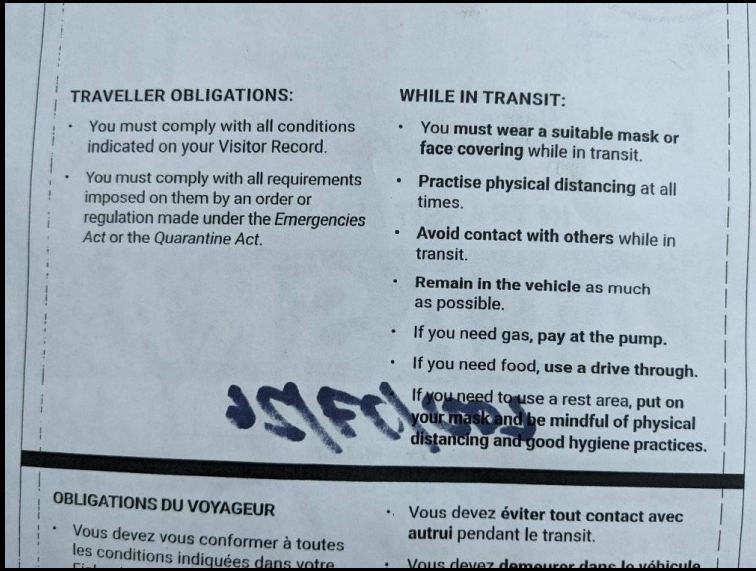 TRAVELLER OBLIGATIONS:
• You must comply with all conditions
indicated on your Visitor Record.
• You must comply with all requirements
imposed on them by an order or
regulation made under the Emergencies
Act or the Quarantine Act.
WHILE IN TRANSIT:
• You must wear a suitable mask or
face covering while in transit.
• Practise physical distancing at all
times.
• Avoid contact with others while in
transit.
• Remain in the vehicle as much
as possible.
• If you need gas, pay at the pump.
• If you need food, use a drive through.
If you need to use a rest area, put on
your mask and be mindful of physical
distancing and good hygiene practices.
OBLIGATIONS DU VOYAGEUR
• Vous devez vous conformer à toutes
les conditions indiquées dans votre
• Vous devez éviter tout contact avec
autrui pendant le transit.
• Vous devez demeurer dans le véhicule